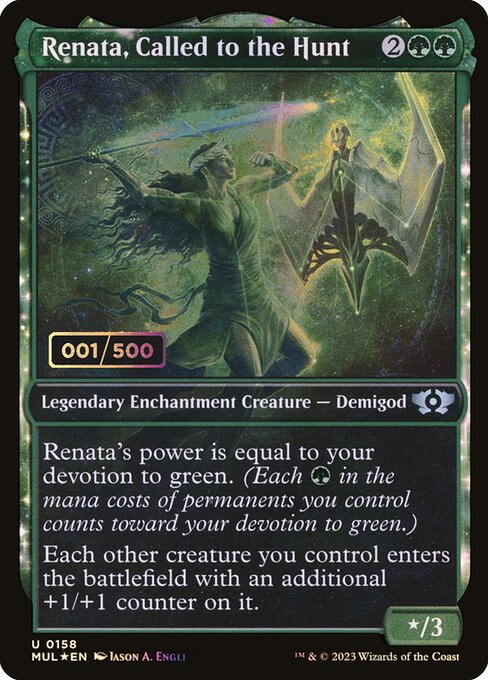 Renata, Called to the Hunt 2
001/500
Legendary Enchantment Creature — Demigod
Renata's power is equal to your
devotion to green. (Each in the
mana costs of permanents you control
counts toward your devotion to green.)
Each other creature you control enters
the battlefield with an additional
+1/+1 counter on it.
★/3
U 0158
MUL★EN Jason A. Engle
™ & © 2023 Wizards of the Coast